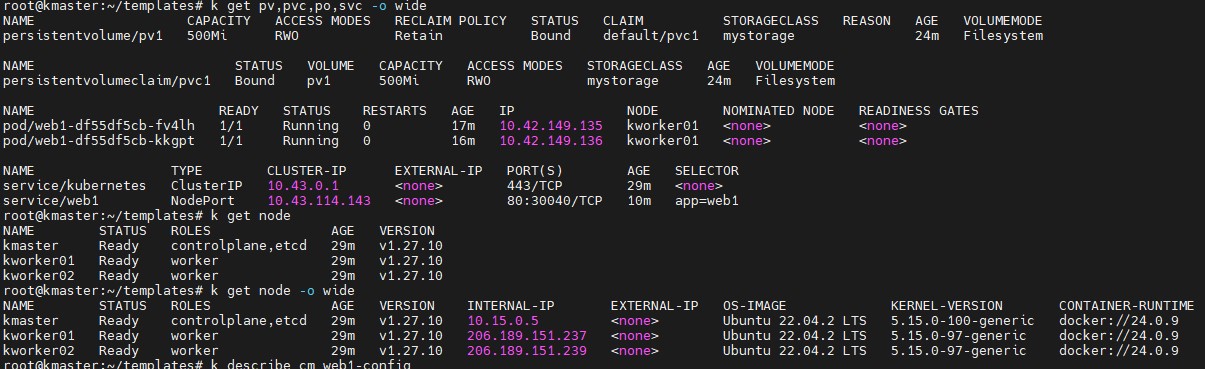 root@kmaster:~/templates# k get pv,pvc,po,svc -o wide
NAME CAPACITY ACCESS MODES RECLAIM POLICY STATUS CLAIM STORAGECLASS REASON AGE VOLUMEMODE
persistentvolume/pv1 500Mi RWO Retain Bound default/pvc1 mystorage 24m Filesystem
NAME STATUS VOLUME CAPACITY ACCESS MODES STORAGECLASS AGE VOLUMEMODE
persistentvolumeclaim/pvc1 Bound pv1 500Mi RWO mystorage 24m Filesystem
NAME READY STATUS RESTARTS AGE IP NODE NOMINATED NODE READINESS GATES
pod/web1-df55df5cb-fv4lh 1/1 Running 0 17m 10.42.149.135 kworker01 <none> <none>
pod/web1-df55df5cb-kkgpt 1/1 Running 0 16m 10.42.149.136 kworker01 <none> <none>
NAME TYPE CLUSTER-IP EXTERNAL-IP PORT(S) AGE SELECTOR
service/kubernetes ClusterIP 10.43.0.1 <none> 443/TCP 29m <none>
service/web1 NodePort 10.43.114.143 <none> 80:30040/TCP 10m app=web1
root@kmaster:~/templates# k get node
NAME STATUS ROLES AGE VERSION
kmaster Ready controlplane,etcd 29m v1.27.10
kworker01 Ready worker 29m v1.27.10
kworker02 Ready worker 29m v1.27.10
root@kmaster:~/templates# k get node -o wide
NAME STATUS ROLES AGE VERSION INTERNAL-IP EXTERNAL-IP OS-IMAGE KERNEL-VERSION CONTAINER-RUNTIME
kmaster Ready controlplane,etcd 29m v1.27.10 10.15.0.5 <none> Ubuntu 22.04.2 LTS 5.15.0-100-generic docker://24.0.9
kworker01 Ready worker 29m v1.27.10 206.189.151.237 <none> Ubuntu 22.04.2 LTS 5.15.0-97-generic docker://24.0.9
kworker02 Ready worker 29m v1.27.10 206.189.151.239 <none> Ubuntu 22.04.2 LTS 5.15.0-97-generic docker://24.0.9
root@kmaster:~/templates# k describe cm web1-config